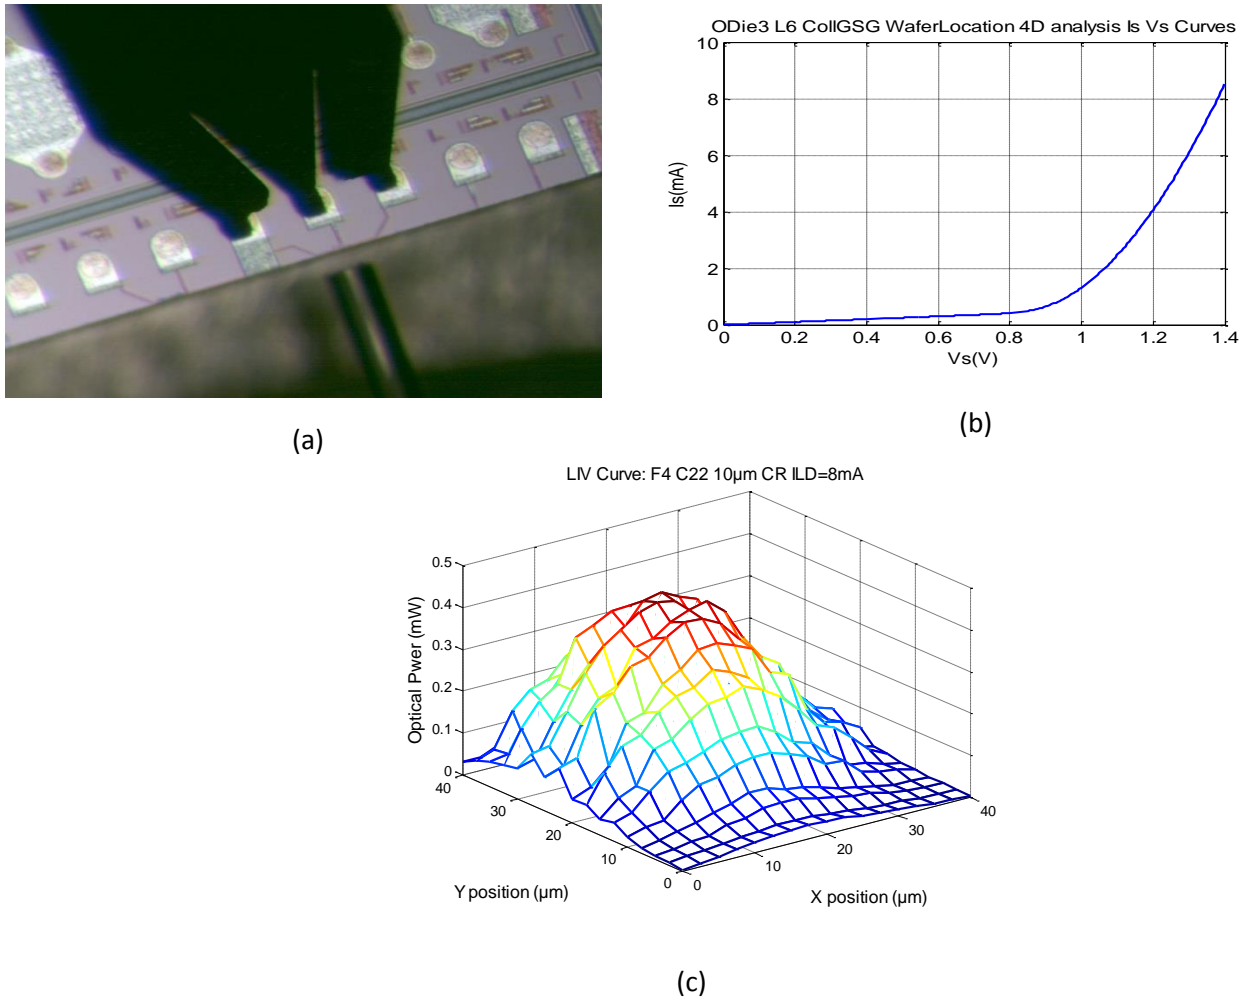 ODie3 L6 CollGSG WaferLocation 4D analysis Is Vs Curves
10
8
6
4
2
0
Is(mA)
0 0.2 0.4 0.6 0.8 1 1.2 1.4
Vs(V)
(a)
(b)
LIV Curve: F4 C22 10µm CR ILD=8mA
0.5
0.4
0.3
0.2
0.1
0
Optical Pwer (mW)
40
30
20
10
0
0
10
20
30
40
Y position (µm)
X position (µm)
(c)